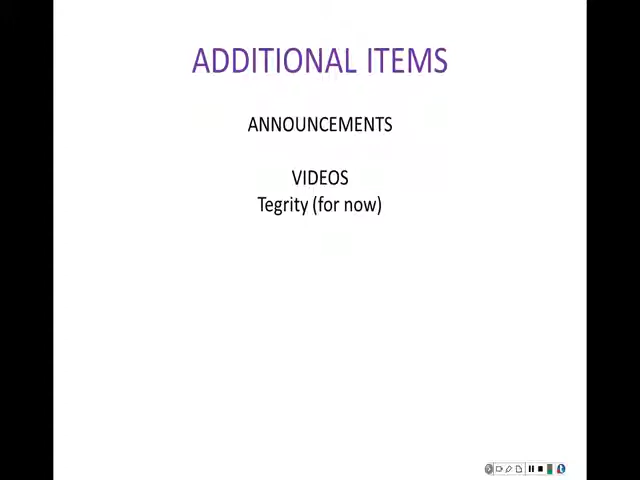 ADDITIONAL ITEMS
ANNOUNCEMENTS
VIDEOS
Tegrity (for now)